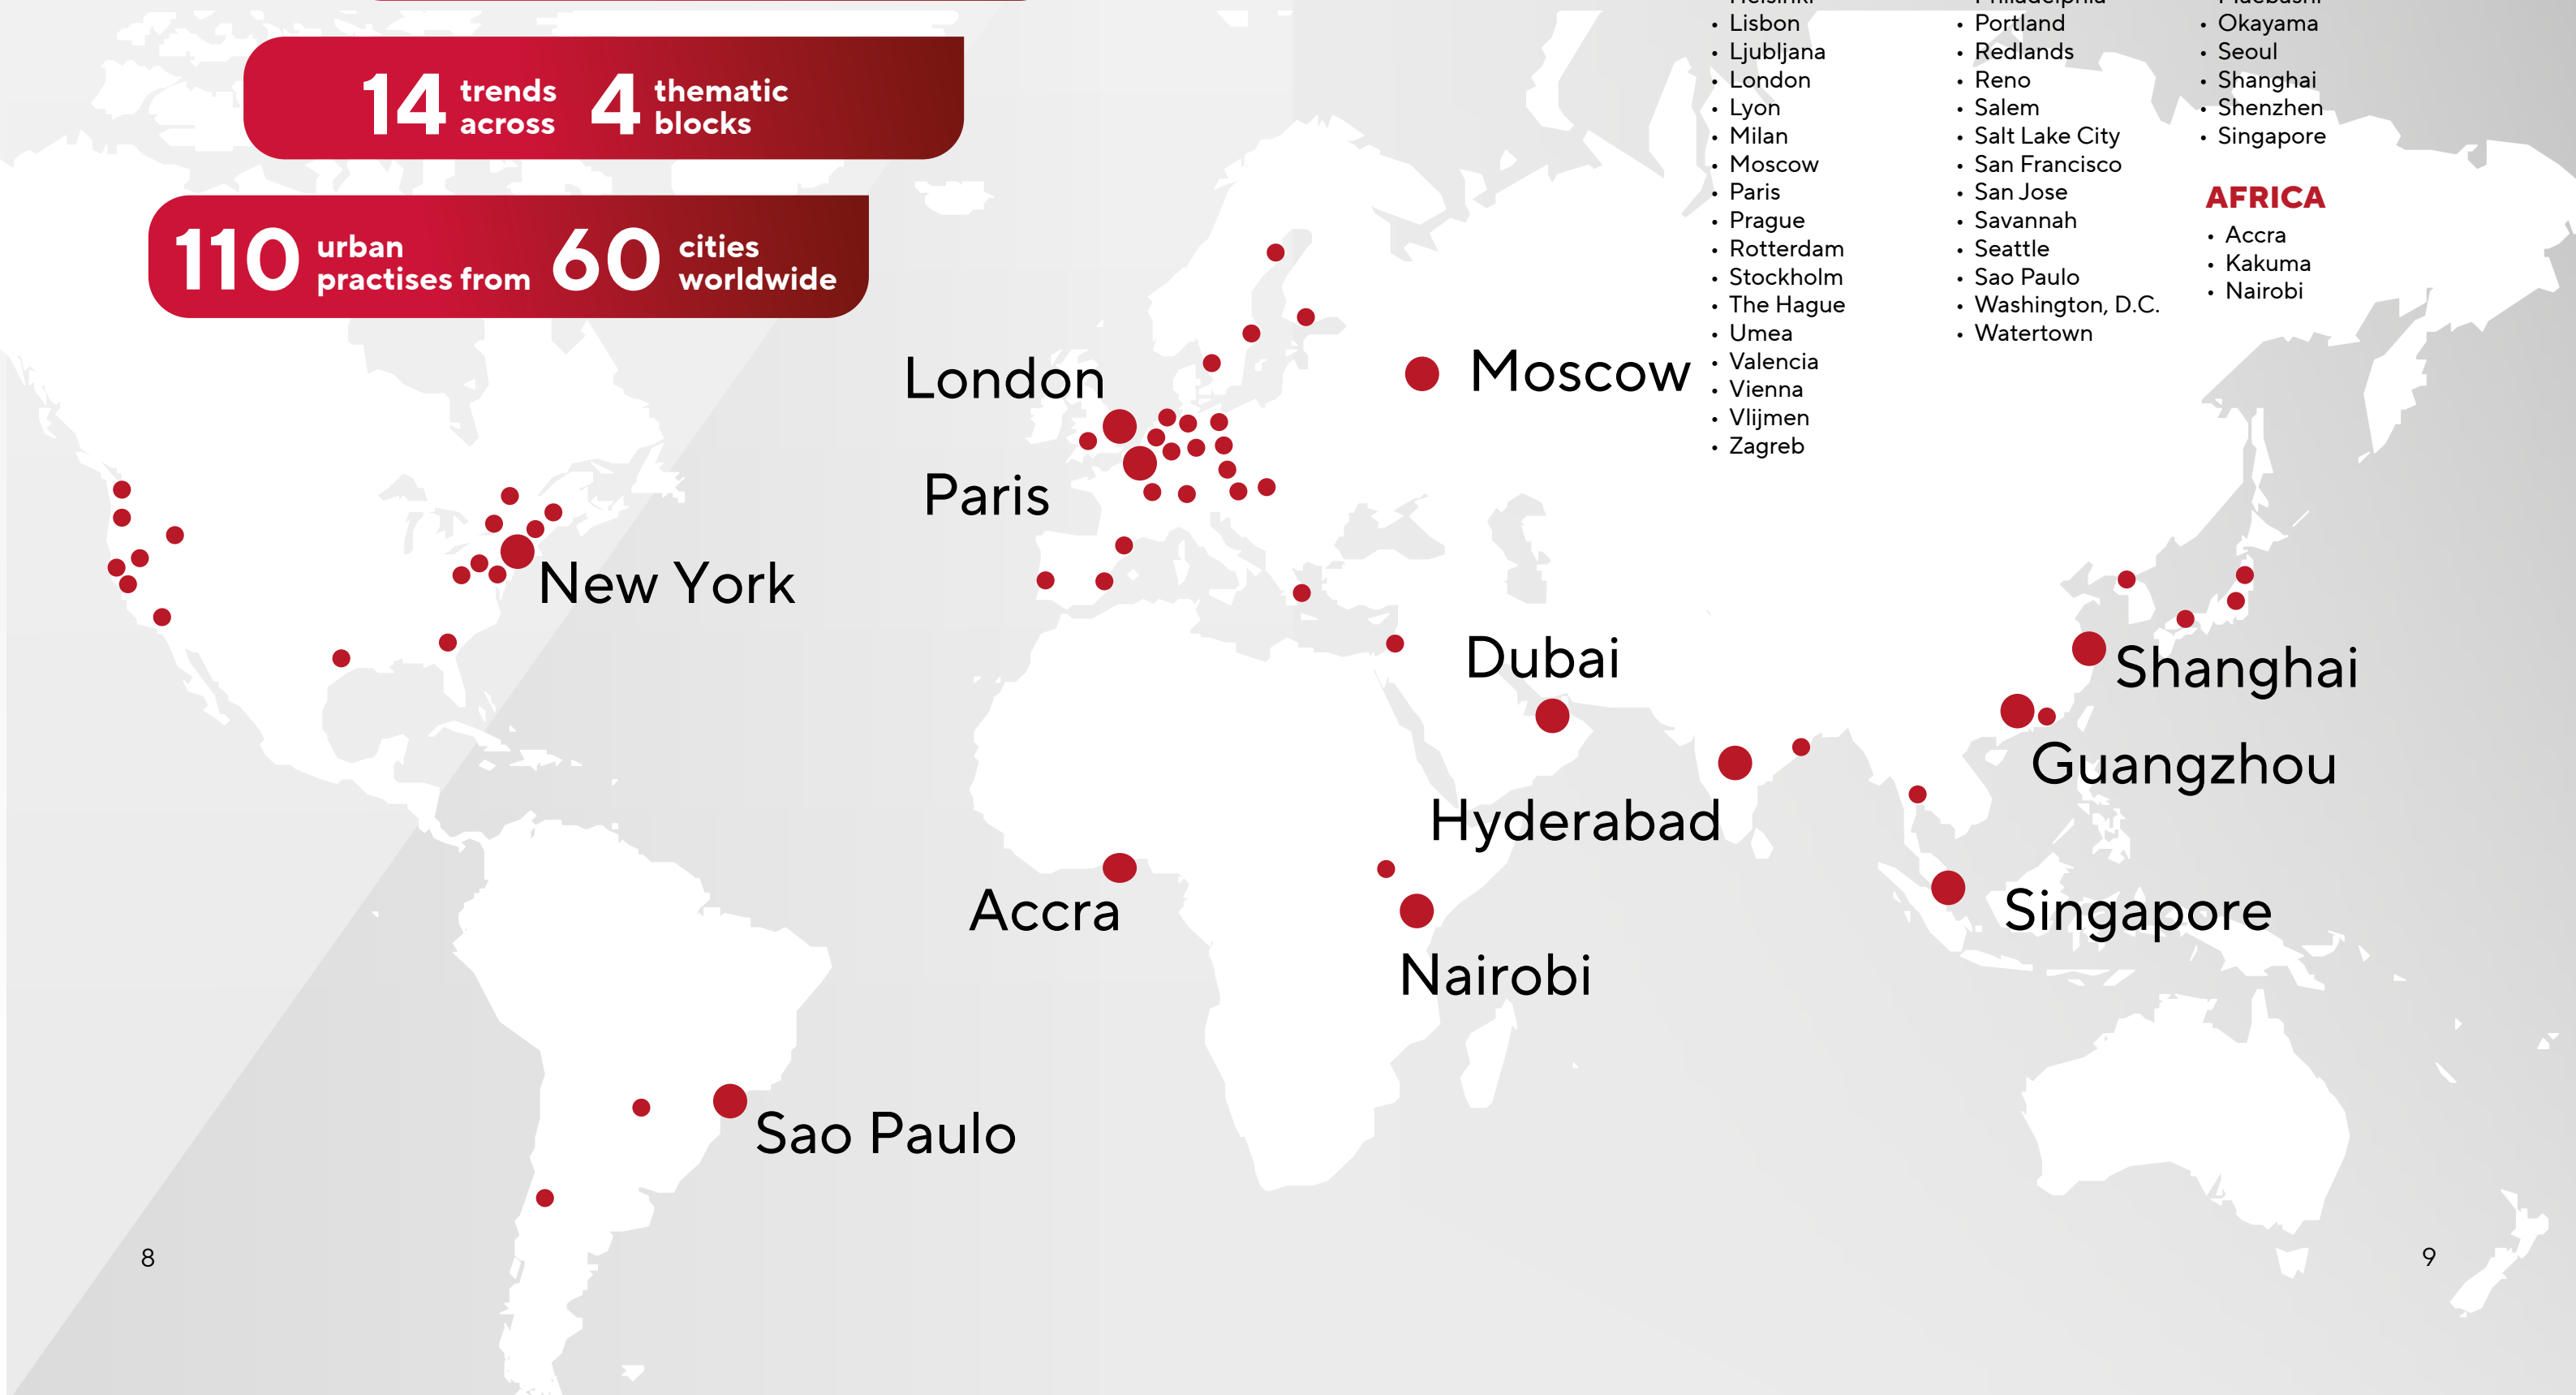 14 trends across 4 thematic blocks
110 urban practises from 60 cities worldwide
• Lisbon
• Ljubljana
• London
• Lyon
• Milan
• Moscow
• Paris
• Prague
• Rotterdam
• Stockholm
• The Hague
• Umea
• Valencia
• Vienna
• Vlijmen
• Zagreb
Philadelphia
• Portland
• Redlands
• Reno
• Salem
• Salt Lake City
• San Francisco
• San Jose
• Savannah
• Seattle
• Sao Paulo
• Washington, D.C.
• Watertown
• Okayama
• Seoul
• Shanghai
• Shenzhen
• Singapore
AFRICA
• Accra
• Kakuma
• Nairobi
London
Moscow
Paris
New York
Dubai
Shanghai
Guangzhou
Hyderabad
Accra
Singapore
Nairobi
Sao Paulo
8
9